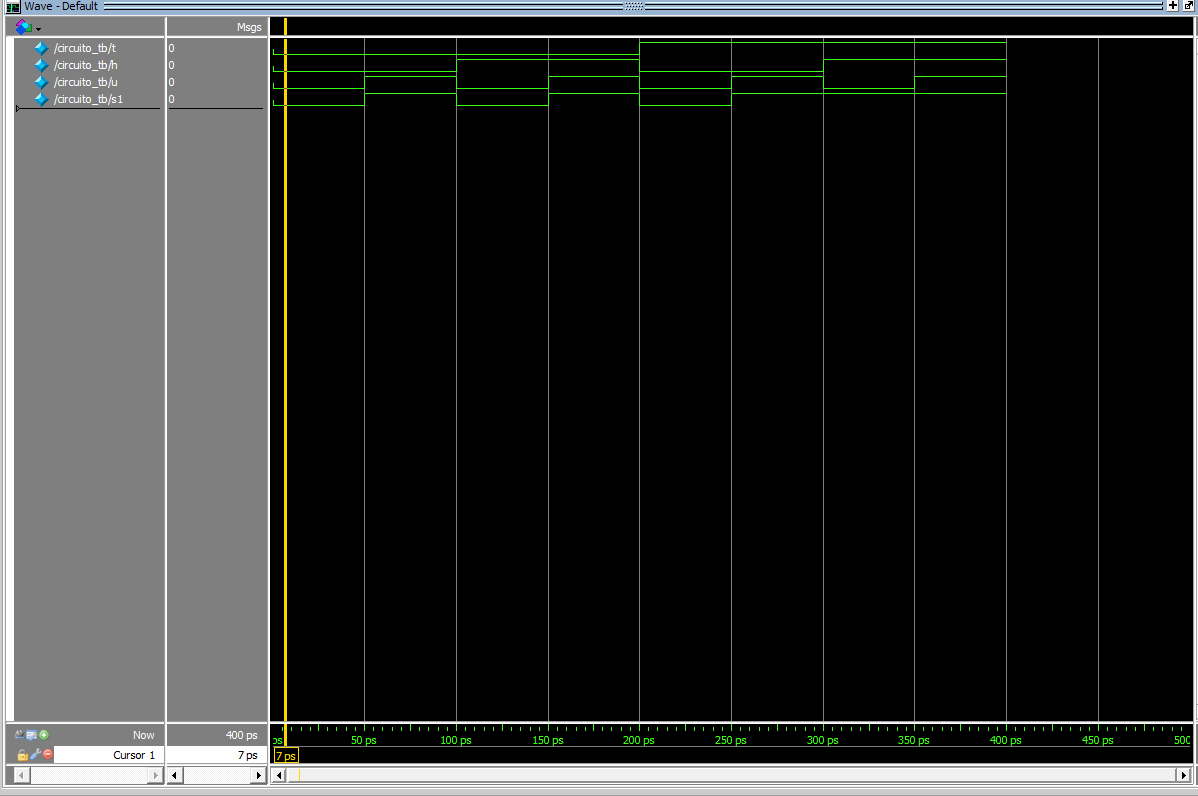 Wave - Default
Msgs
/circuito_tb/t 0
/circuito_tb/h 0
/circuito_tb/u 0
/circuito_tb/s1 0
Now 400 ps
ps 50 ps 100 ps 150 ps 200 ps 250 ps 300 ps 350 ps 400 ps 450 ps 500
Cursor 1 7 ps 7 ps